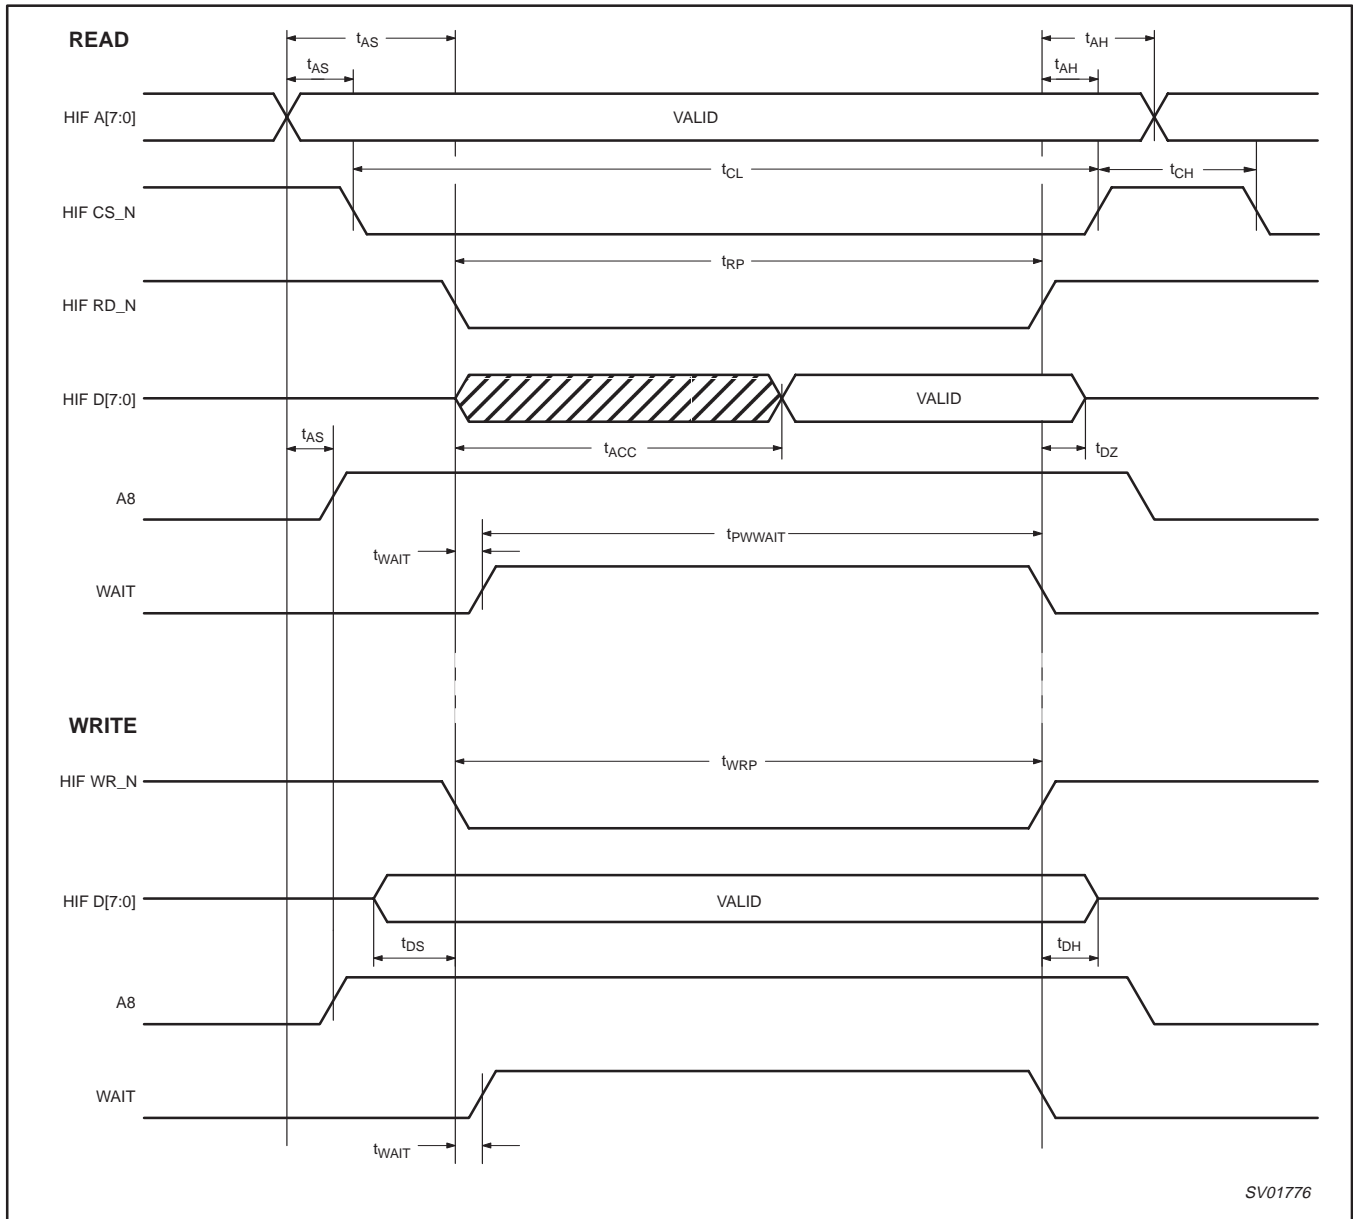 READ
tAS
tAH
tAS
tAH
HIF A[7:0]
VALID
tCL
tCH
HIF CS_N
tRP
HIF RD_N
HIF D[7:0]
VALID
tAS
tACC
tDZ
A8
tPWWAIT
tWAIT
WAIT
WRITE
tWRP
HIF WR_N
HIF D[7:0]
VALID
tDS
tDH
A8
WAIT
tWAIT
SV01776